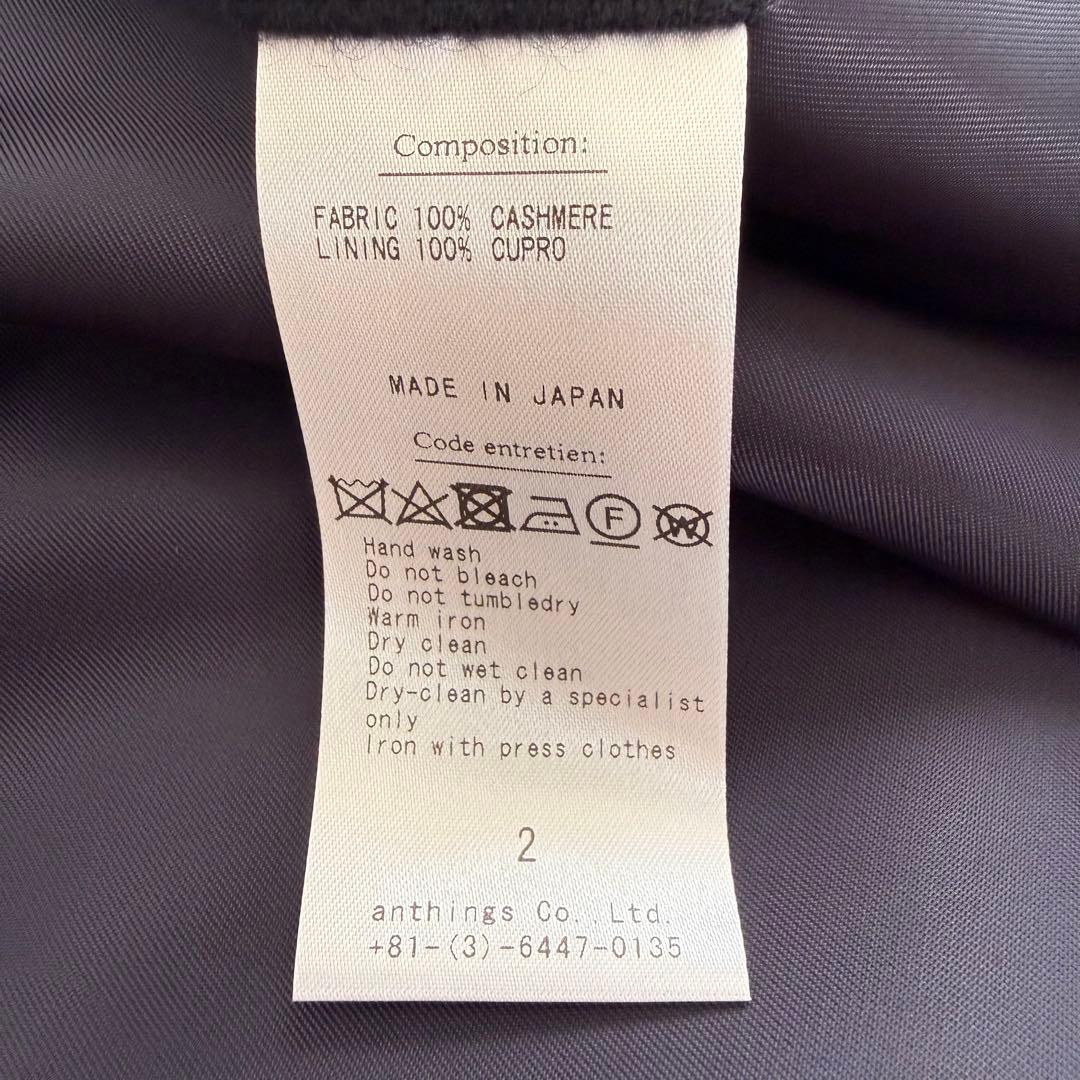 Composition:
FABRIC 100% CASHMERE
LINING 100% CUPRO
MADE IN JAPAN
Code entretien:
F W
Hand wash
Do not bleach
Do not tumbledry
Warm iron
Dry clean
Do not wet clean
Dry-clean by a specialist
only
Iron with press clothes
2
anthings Co.,Ltd.
+81-(3)-6447-0135